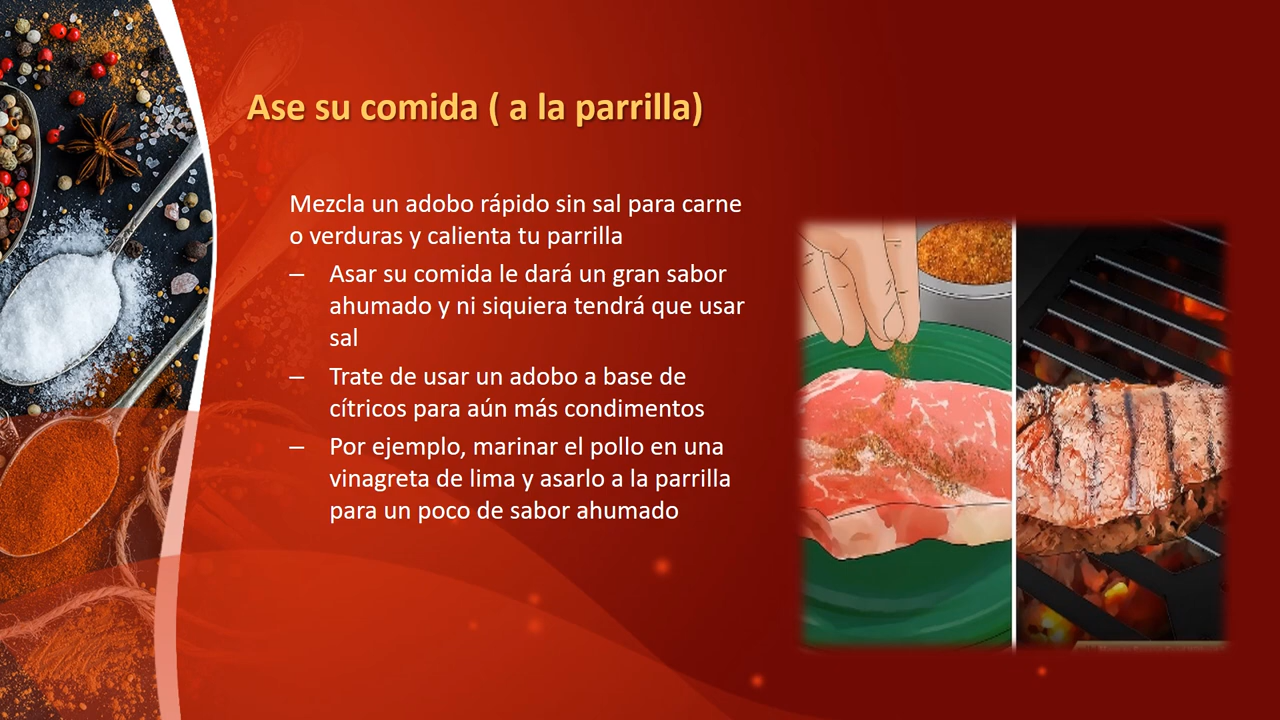 Ase su comida ( a la parrilla)
Mezcla un adobo rápido sin sal para carne
o verduras y calienta tu parrilla
– Asar su comida le dará un gran sabor
ahumado y ni siquiera tendrá que usar
sal
– Trate de usar un adobo a base de
cítricos para aún más condimentos
– Por ejemplo, marinar el pollo en una
vinagreta de lima y asarlo a la parrilla
para un poco de sabor ahumado